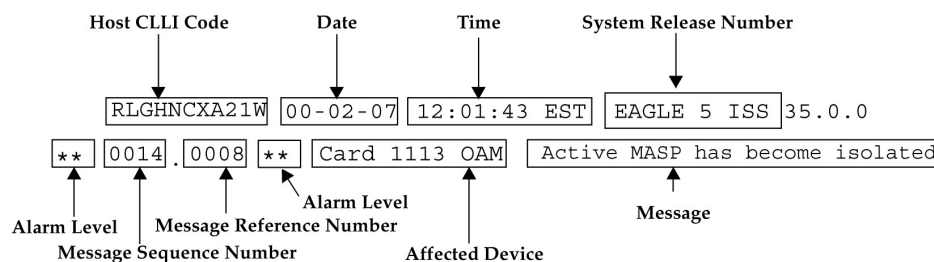 Host CLLI Code Date Time System Release Number
RLGHNCXA21W 00-02-07 12:01:43 EST EAGLE 5 ISS 35.0.0
** 0014.0008 ** Card 1113 OAM Active MASP has become isolated
Alarm Level Message Sequence Number Message Reference Number Alarm Level Affected Device Message